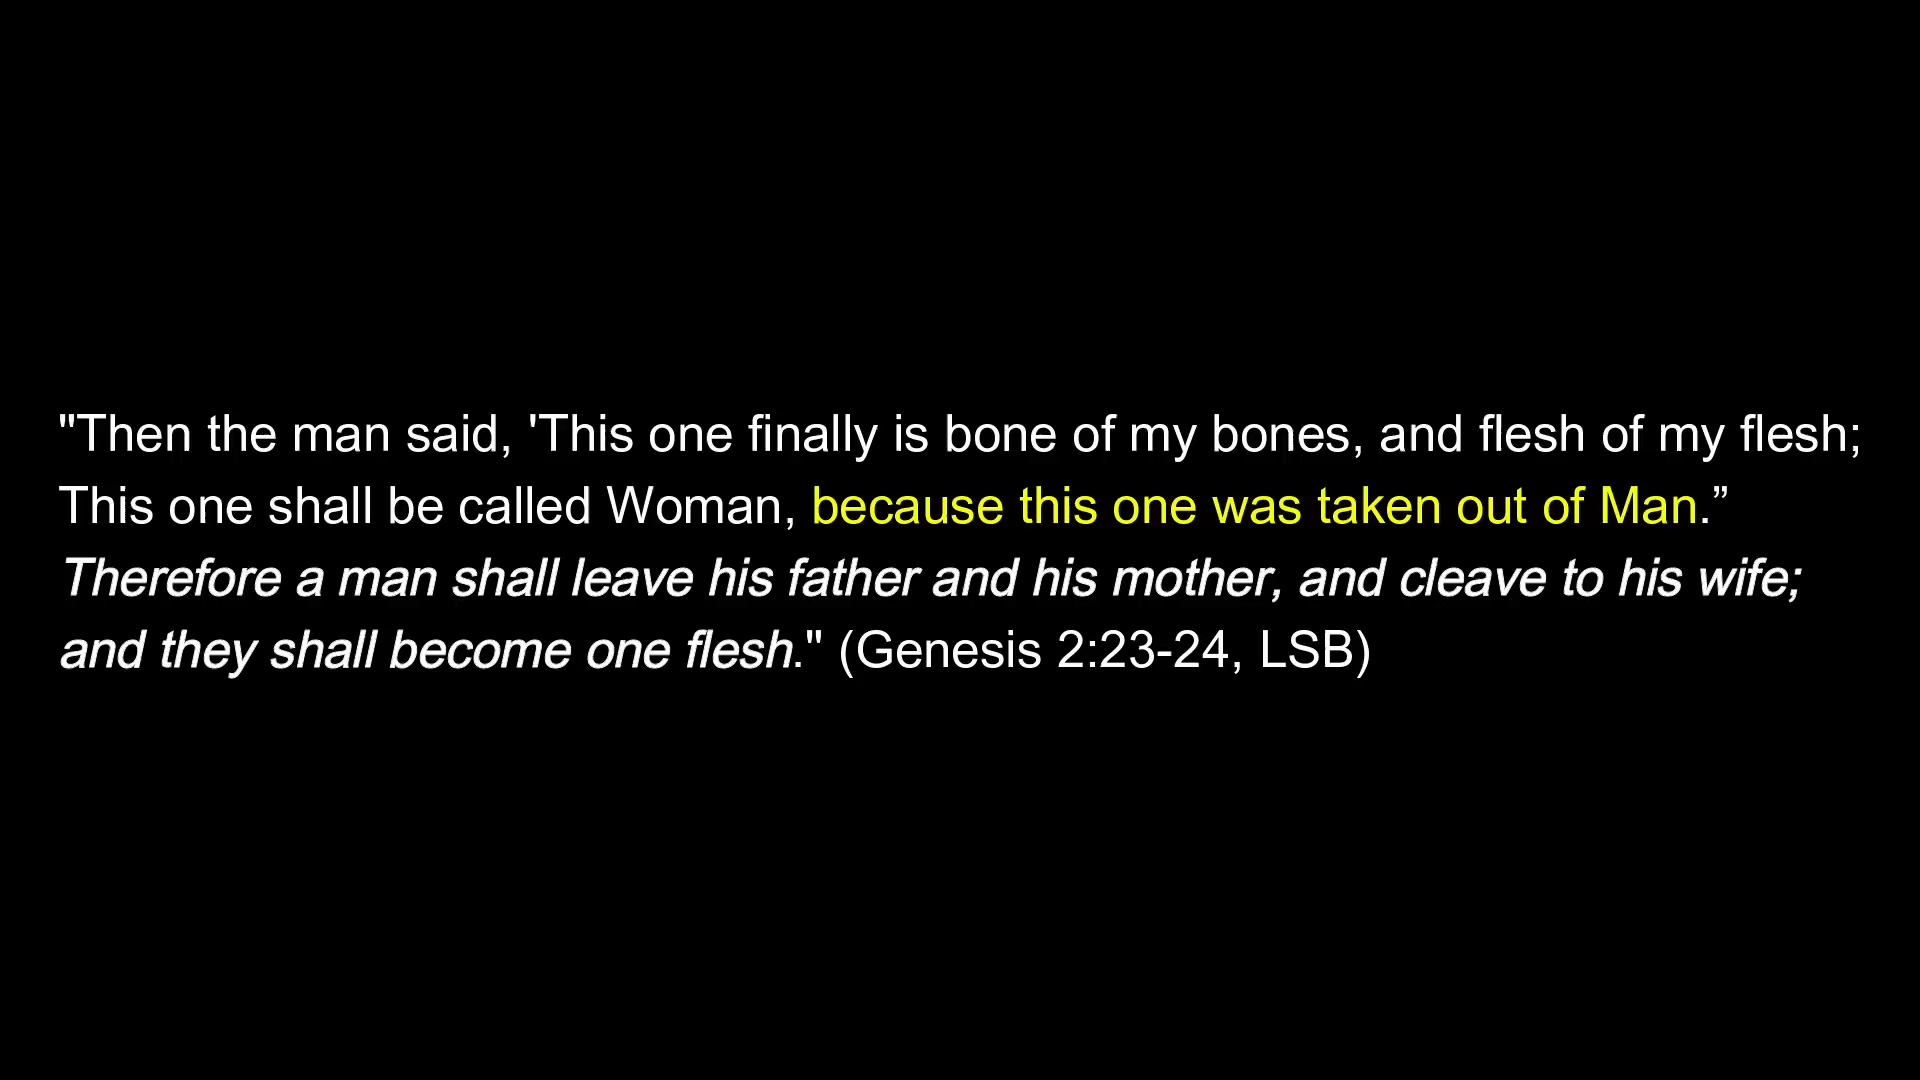 "Then the man said, 'This one finally is bone of my bones, and flesh of my flesh;
This one shall be called Woman, because this one was taken out of Man.”
Therefore a man shall leave his father and his mother, and cleave to his wife;
and they shall become one flesh." (Genesis 2:23-24, LSB)